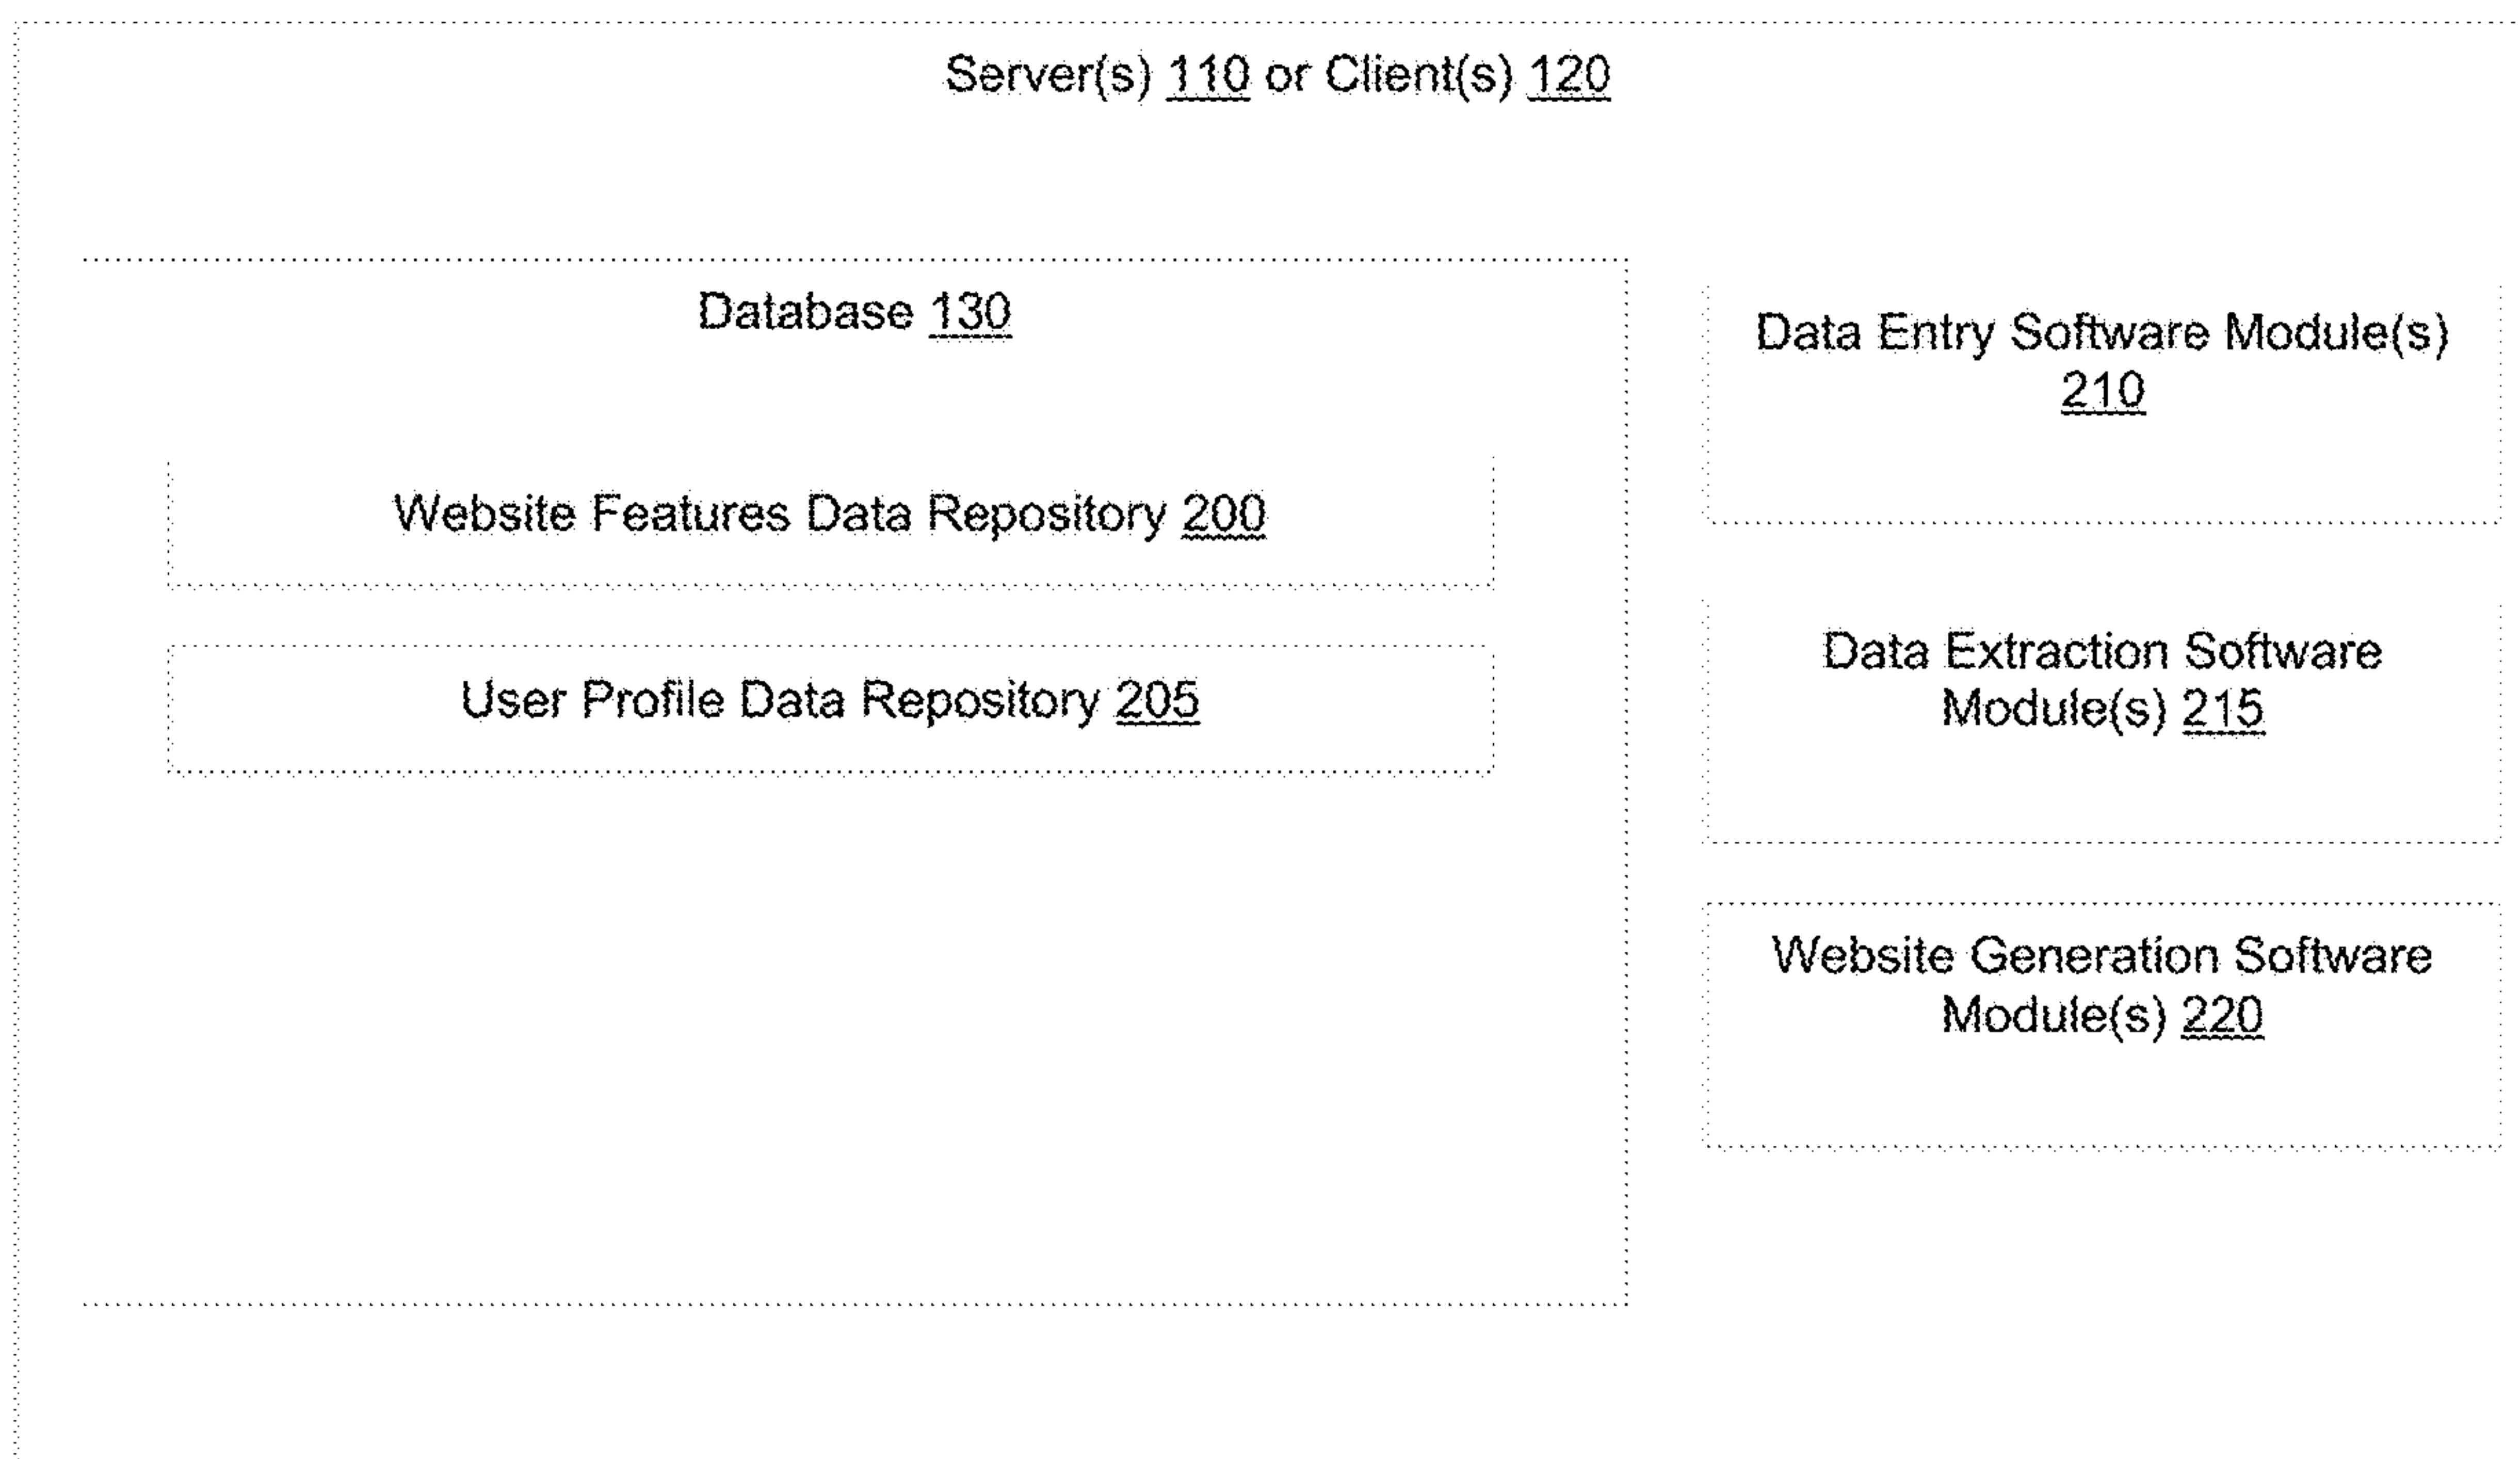 Server(s) 110 or Client(s) 120
Database 130
Website Features Data Repository 200
User Profile Data Repository 205
Data Entry Software Module(s)
210
Data Extraction Software
Module(s) 215
Website Generation Software
Module(s) 220